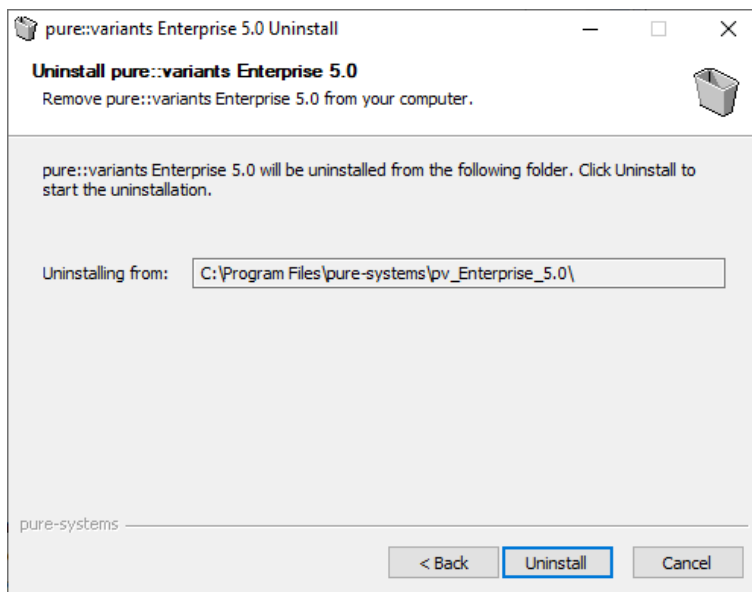 pure::variants Enterprise 5.0 Uninstall
Uninstall pure::variants Enterprise 5.0
Remove pure::variants Enterprise 5.0 from your computer.
pure::variants Enterprise 5.0 will be uninstalled from the following folder. Click Uninstall to
start the uninstallation.
Uninstalling from: C:\Program Files\pure-systems\pv_Enterprise_5.0\
pure-systems
< Back Uninstall Cancel